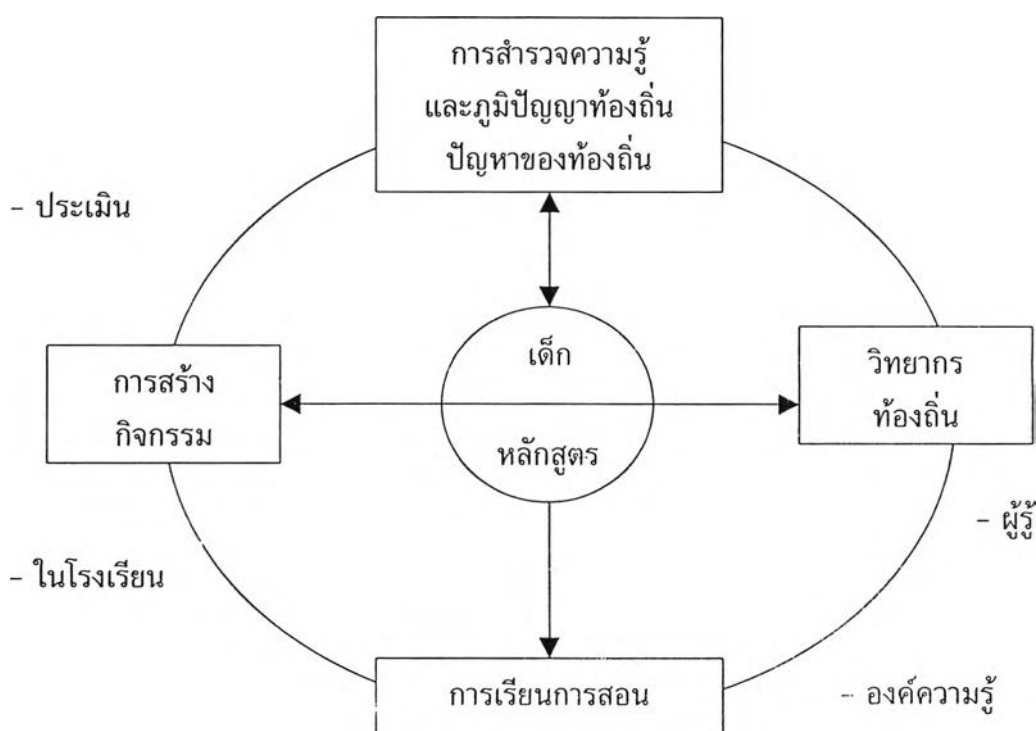 การสำรวจความรู้
และภูมิปัญญาท้องถิ่น
ปัญหาของท้องถิ่น
- ประเมิน
เด็ก
หลักสูตร
การสร้าง
กิจกรรม
วิทยากร
ท้องถิ่น
- ผู้รู้
- ในโรงเรียน
การเรียนการสอน
- องค์ความรู้